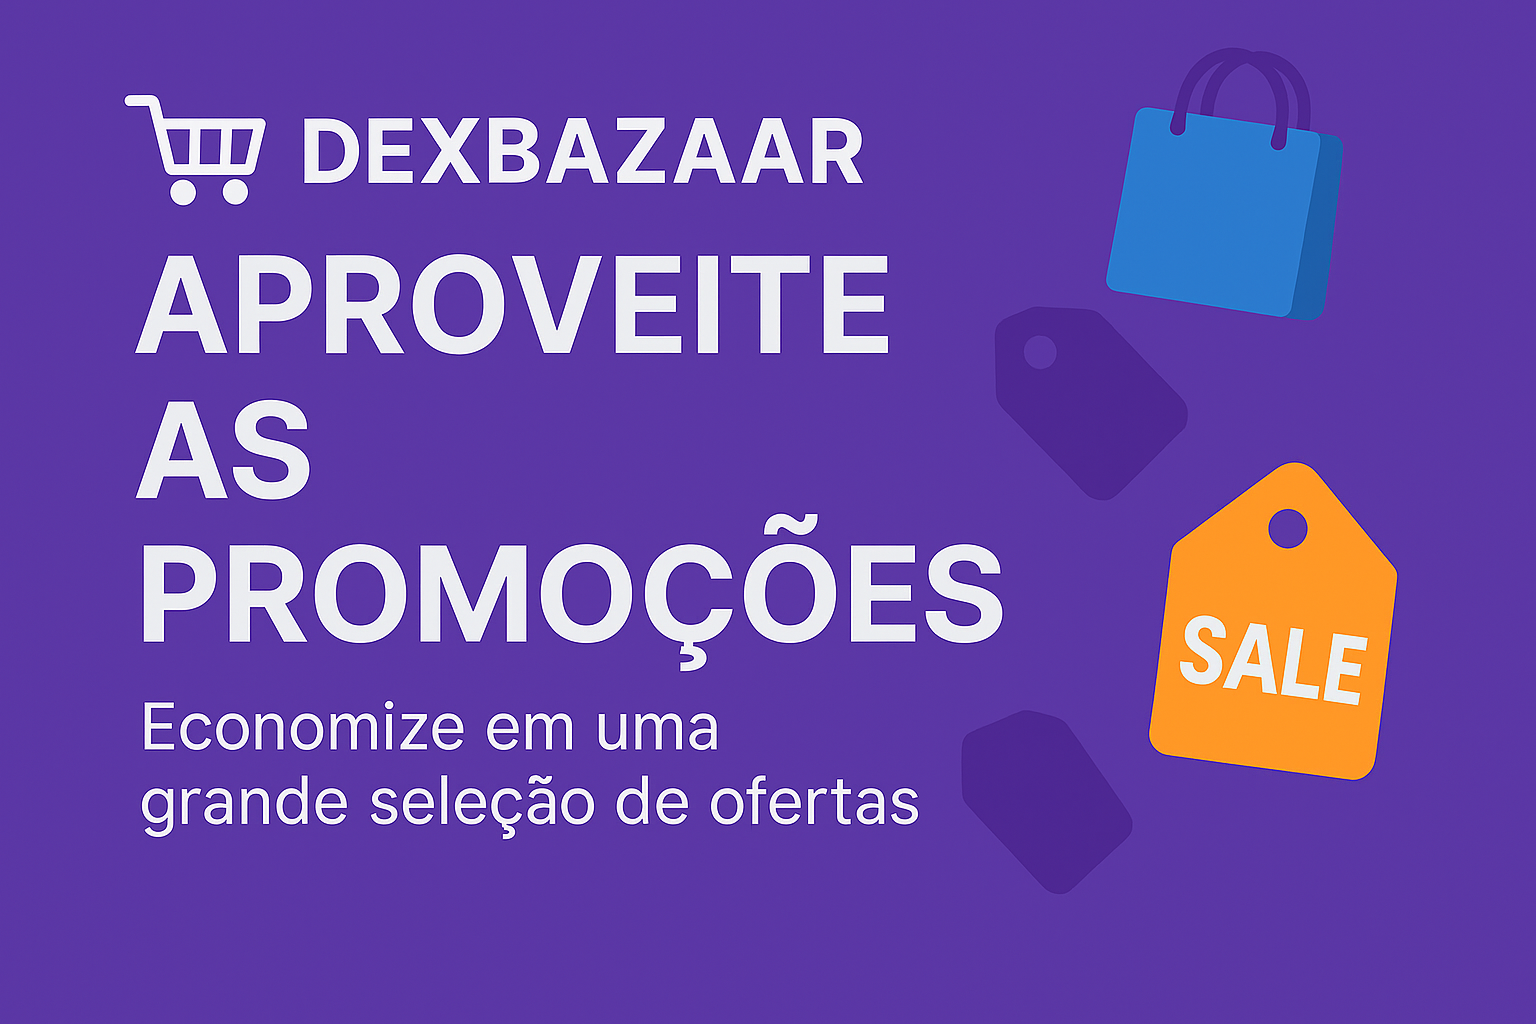 DEXBAZAAR
APROVEITE
AS
PROMOÇÕES
Economize em uma
grande seleção de ofertas
SALE